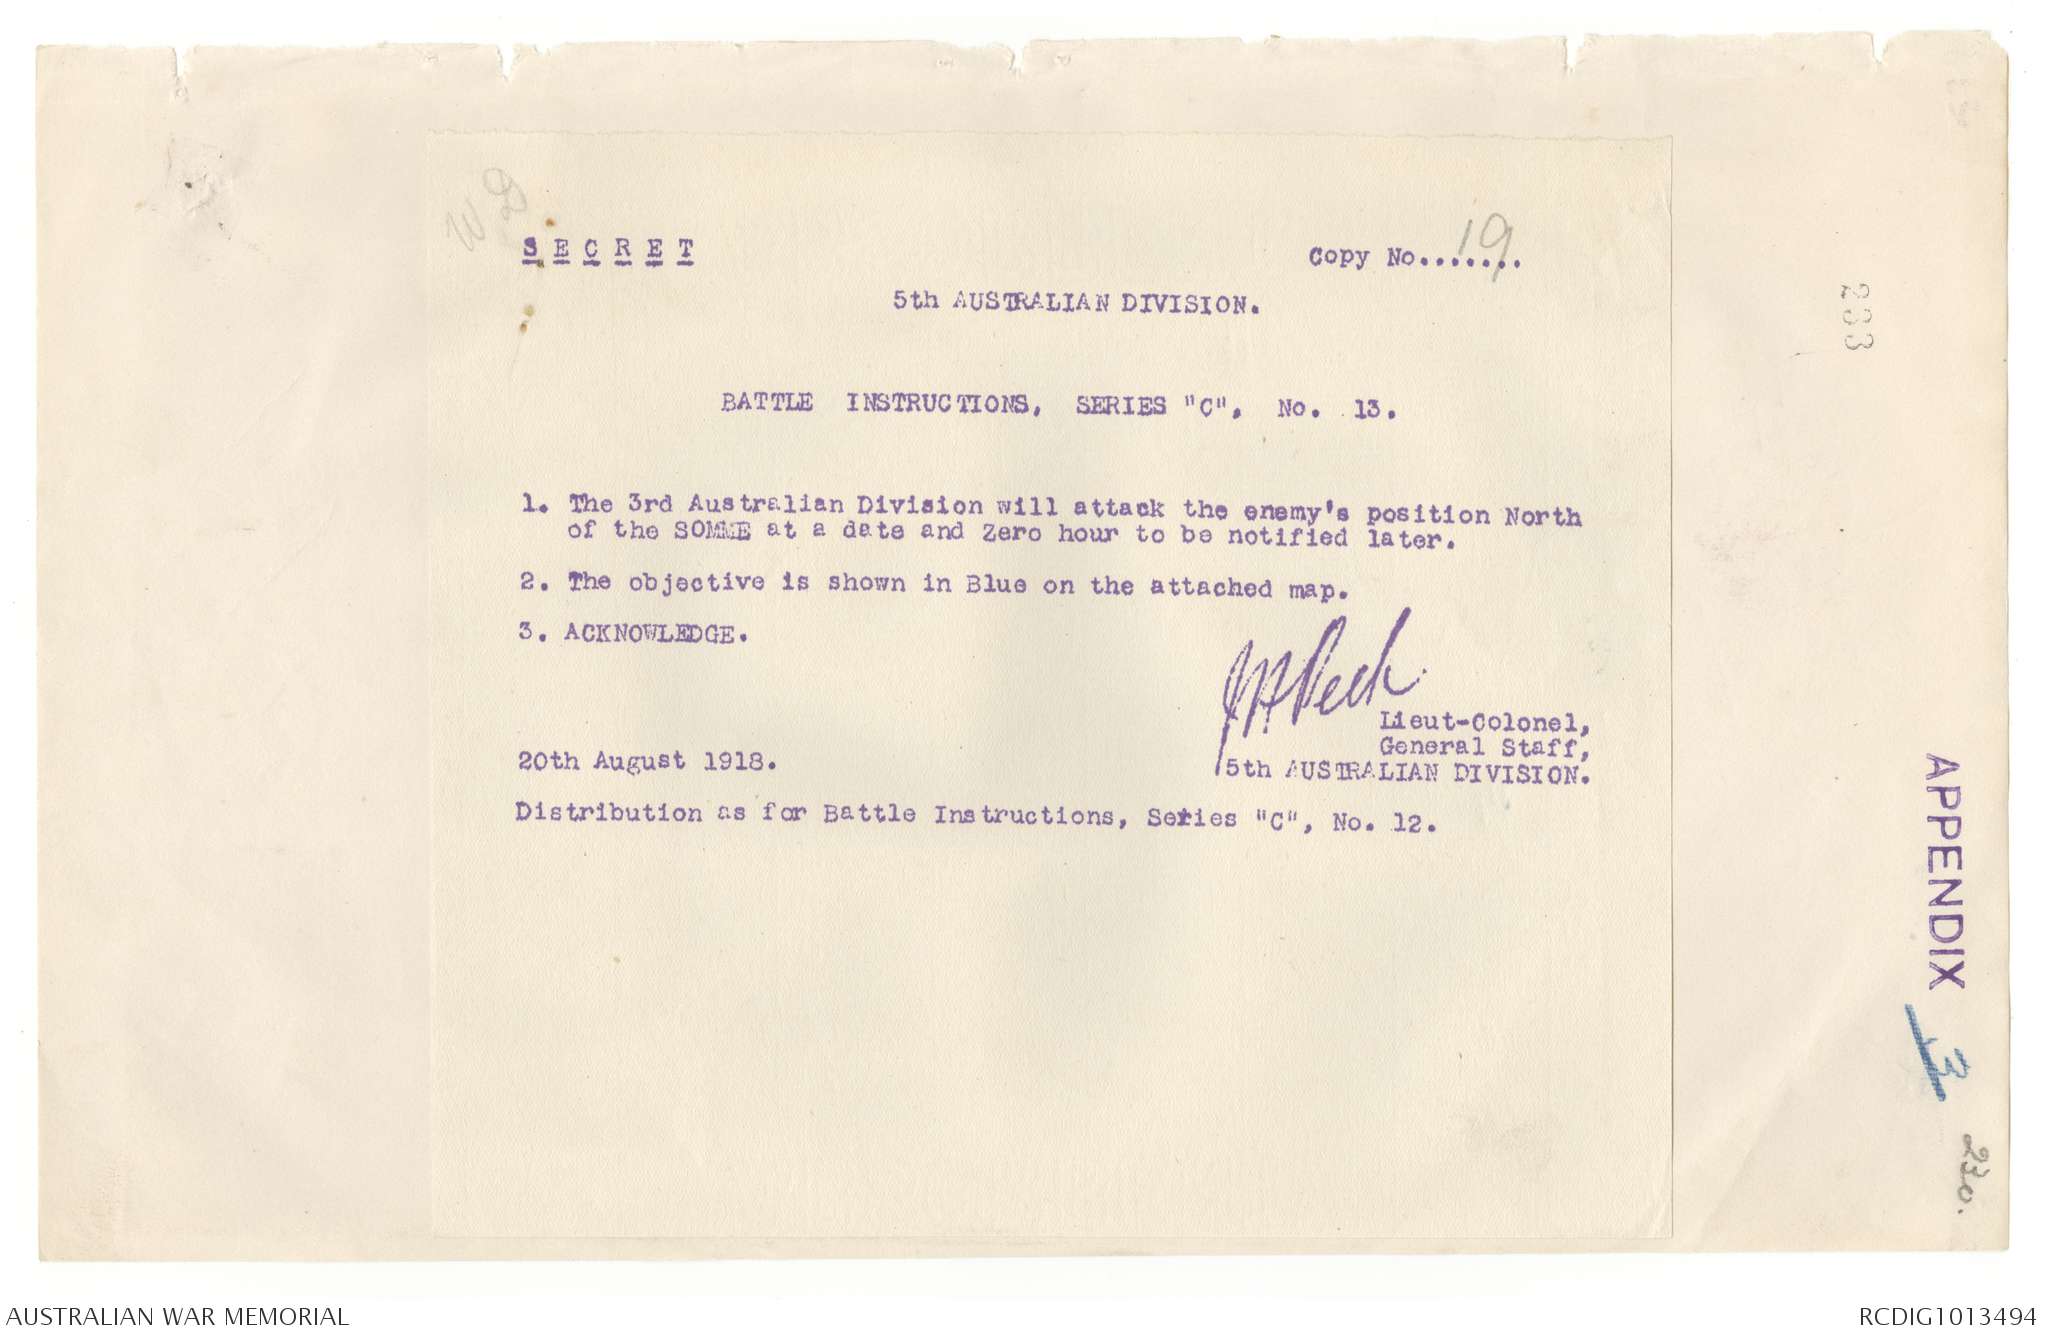 WD
SECRET
Copy No.......19
5th AUSTRALIAN DIVISION.
BATTLE INSTRUCTIONS, SERIES "C", No. 13.
1. The 3rd Australian Division will attack the enemy's position North
of the SOMME at a date and Zero hour to be notified later.
2. The objective is shown in Blue on the attached map.
3. ACKNOWLEDGE.
JH Peck
Lieut-Colonel,
General Staff,
5th AUSTRALIAN DIVISION.
20th August 1918.
Distribution as for Battle Instructions, Series "C", No. 12.
233
APPENDIX 3
230.
AUSTRALIAN WAR MEMORIAL
RCDIG1013494